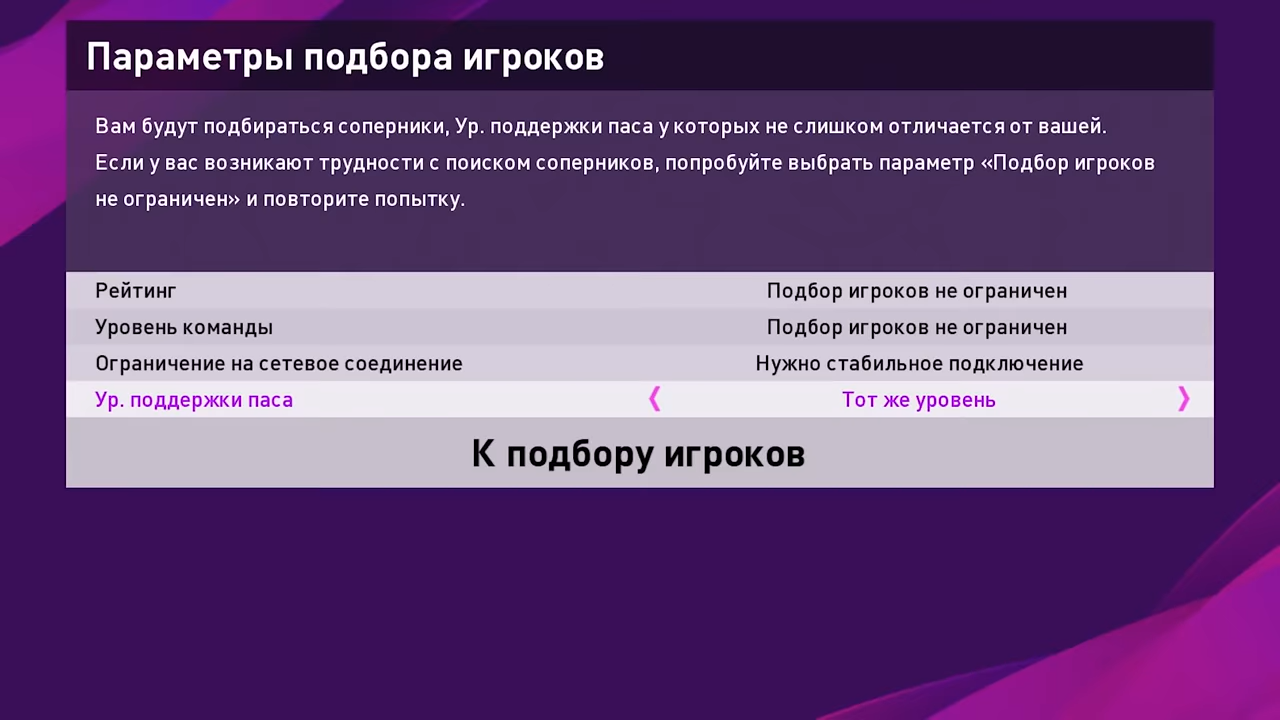 Параметры подбора игроков
Вам будут подбираться соперники, Ур. поддержки паса у которых не слишком отличается от вашей.
Если у вас возникают трудности с поиском соперников, попробуйте выбрать параметр «Подбор игроков
не ограничен» и повторите попытку.
Рейтинг Подбор игроков не ограничен
Уровень команды Подбор игроков не ограничен
Ограничение на сетевое соединение Нужно стабильное подключение
Ур. поддержки паса Тот же уровень
К подбору игроков